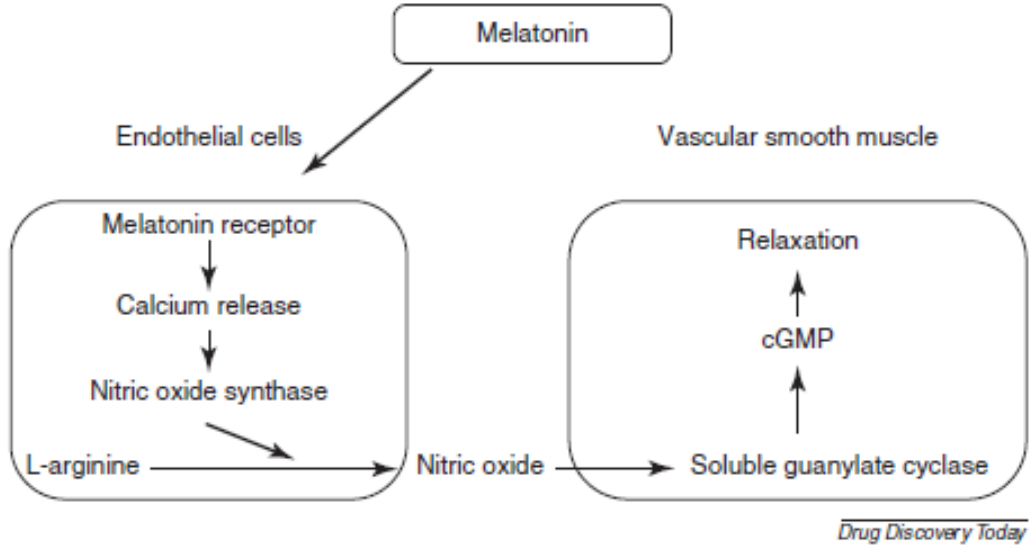 Melatonin
Endothelial cells
Vascular smooth muscle
Melatonin receptor
Calcium release
Nitric oxide synthase
L-arginine
Nitric oxide
Relaxation
cGMP
Soluble guanylate cyclase
Drug Discovery Today